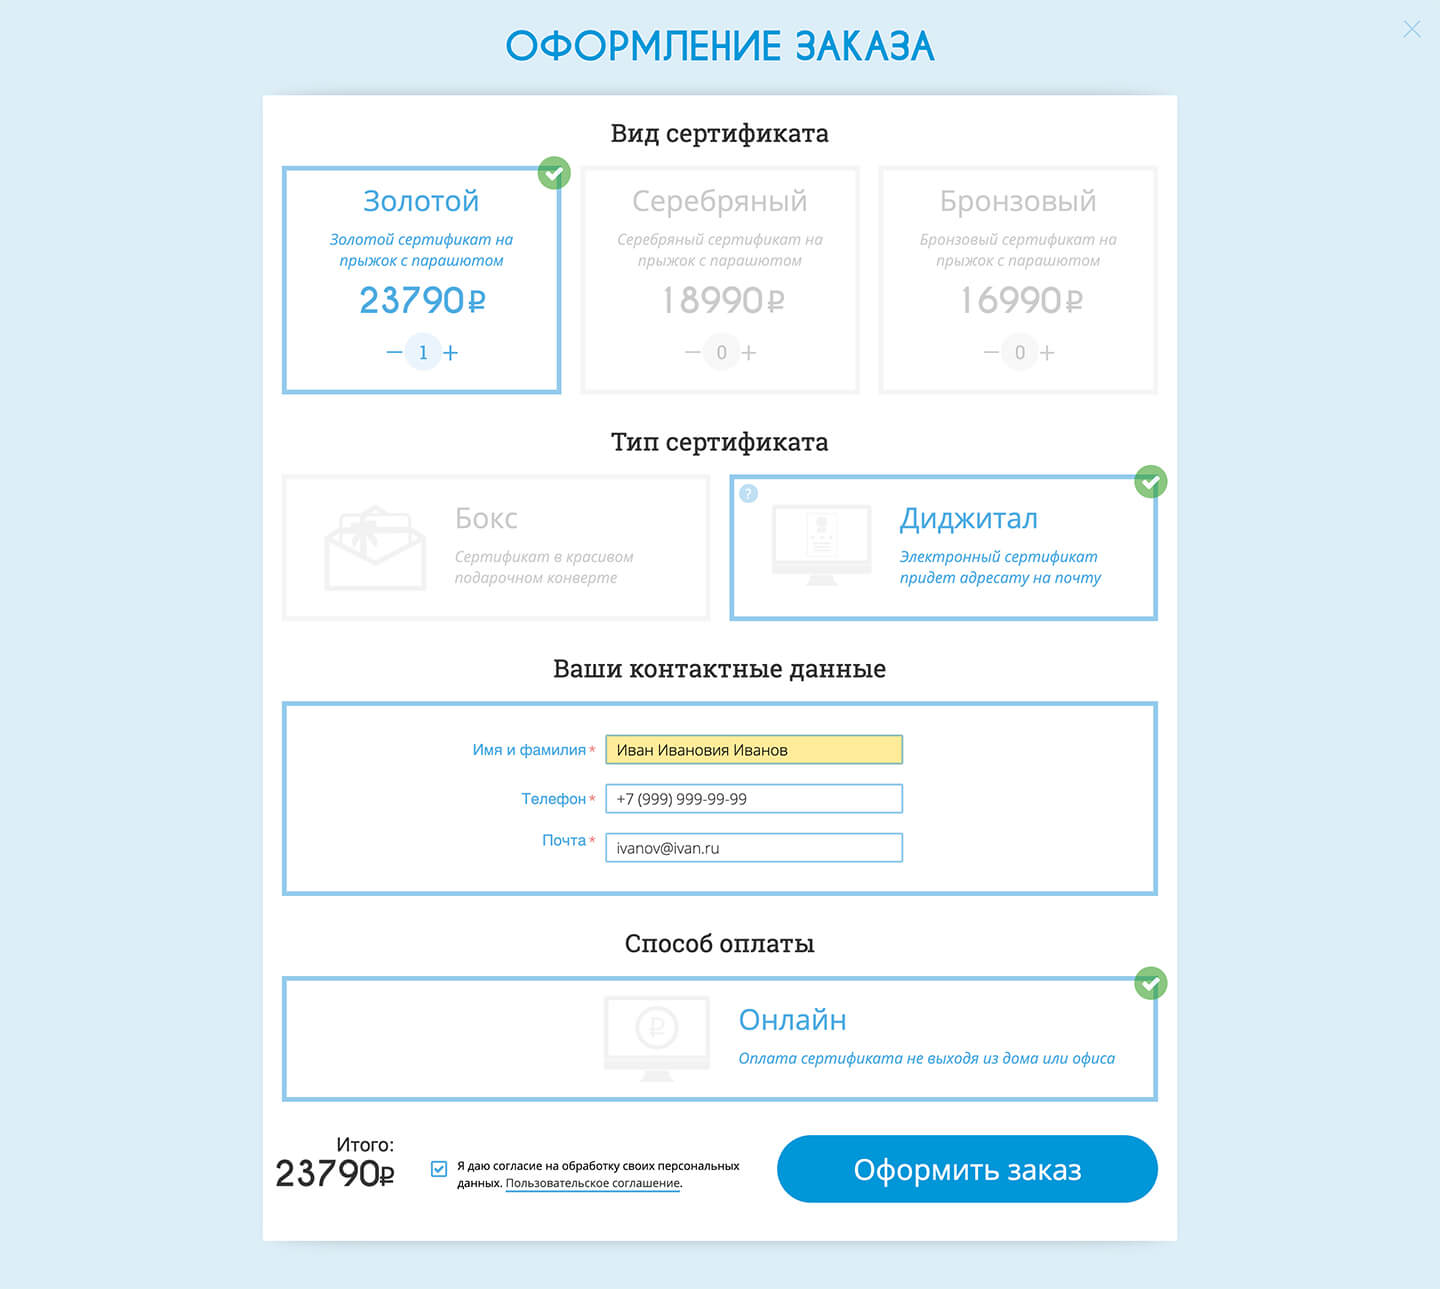 ОФОРМЛЕНИЕ ЗАКАЗА
Вид сертификата
Золотой
Золотой сертификат на
прыжок с парашютом
23790₽
− 1 +
Серебряный
Серебряный сертификат на
прыжок с парашютом
18990₽
− 0 +
Бронзовый
Бронзовый сертификат на
прыжок с парашютом
16990₽
− 0 +
Тип сертификата
Бокс
Сертификат в красивом
подарочном конверте
?
Диджитал
Электронный сертификат
придет адресату на почту
Ваши контактные данные
Имя и фамилия * Иван Ивановия Иванов
Телефон * +7 (999) 999-99-99
Почта * ivanov@ivan.ru
Способ оплаты
₽
Онлайн
Оплата сертификата не выходя из дома или офиса
Итого:
23790₽
Я даю согласие на обработку своих персональных
данных. Пользовательское соглашение.
Оформить заказ